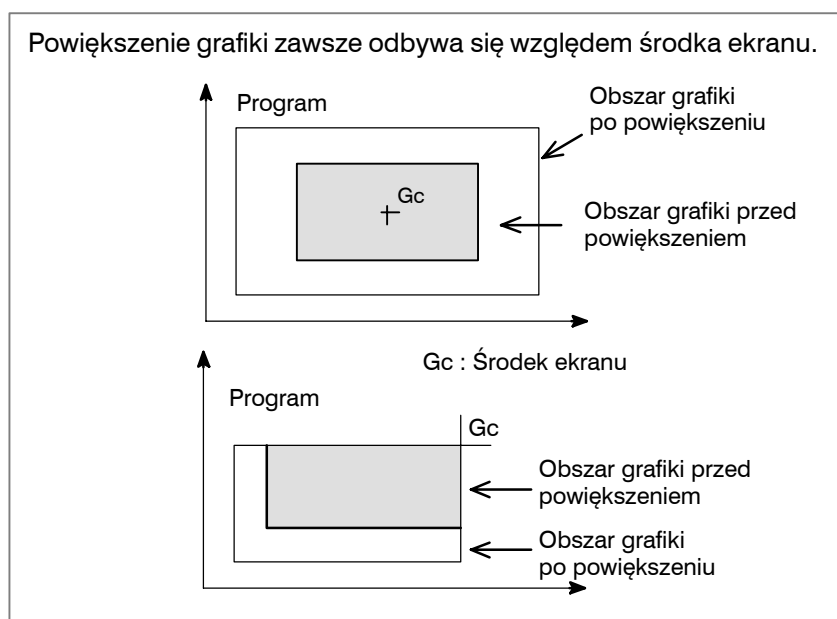 Powiększenie grafiki zawsze odbywa się względem środka ekranu.
Program
Obszar grafiki
po powiększeniu
Gc
Obszar grafiki przed
powiększeniem
Gc : Środek ekranu
Program
Gc
Obszar grafiki przed
powiększeniem
Obszar grafiki
po powiększeniu